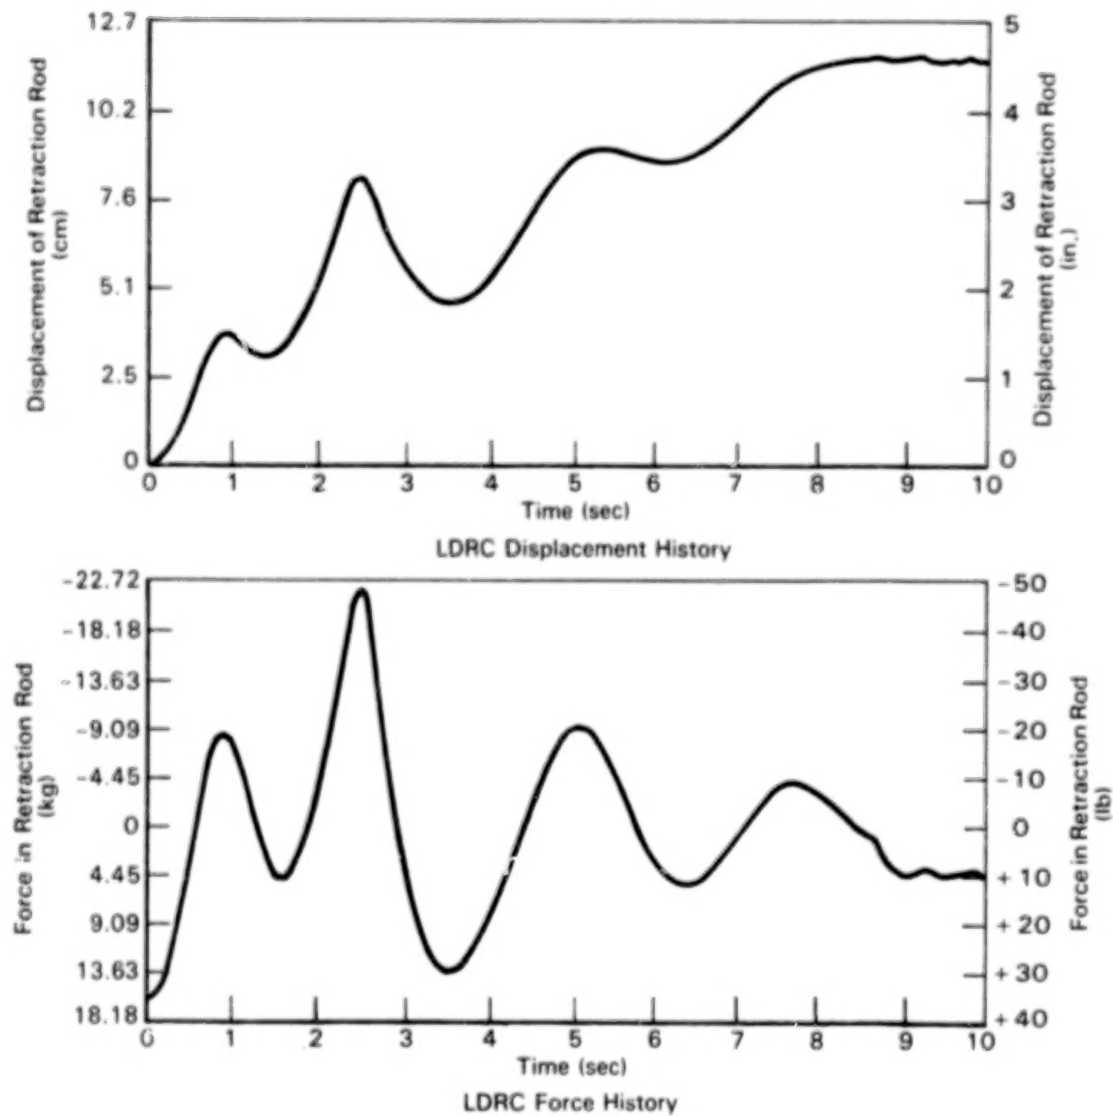 12.7
10.2
7.6
5.1
2.5
0
Displacement of Retraction Rod
(cm)
5
4
3
2
1
0
Displacement of Retraction Rod
(in.)
0 1 2 3 4 5 6 7 8 9 10
Time (sec)
LDRC Displacement History
-22.72
-18.18
-13.63
-9.09
-4.45
0
4.45
9.09
13.63
18.18
Force in Retraction Rod
(kg)
-50
-40
-30
-20
-10
0
+10
+20
+30
+40
Force in Retraction Rod
(lb)
0 1 2 3 4 5 6 7 8 9 10
Time (sec)
LDRC Force History